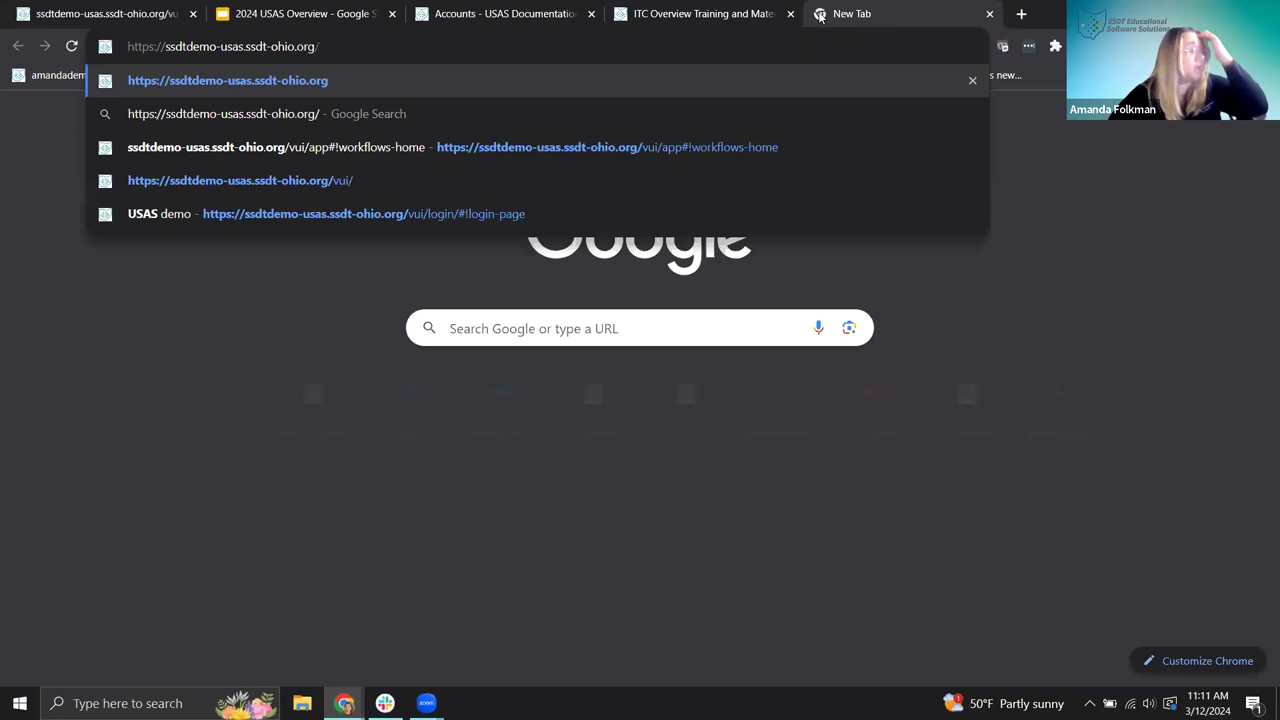 ssdtdemo-usas.ssdt-ohio.org/vu
2024 USAS Overview - Google S
Accounts - USAS Documentation
ITC Overview Training and Mate
New Tab
https://ssdtdemo-usas.ssdt-ohio.org/
SSDT Educational
Software Solutions
amandadem
https://ssdtdemo-usas.ssdt-ohio.org
s new...
Amanda Folkman
https://ssdtdemo-usas.ssdt-ohio.org/ - Google Search
ssdtdemo-usas.ssdt-ohio.org/vui/app#!workflows-home - https://ssdtdemo-usas.ssdt-ohio.org/vui/app#!workflows-home
https://ssdtdemo-usas.ssdt-ohio.org/vui/
USAS demo - https://ssdtdemo-usas.ssdt-ohio.org/vui/login/#!login-page
Google
Search Google or type a URL
Customize Chrome
Type here to search
zoom
1
50°F Partly sunny
11:11 AM
3/12/2024
1